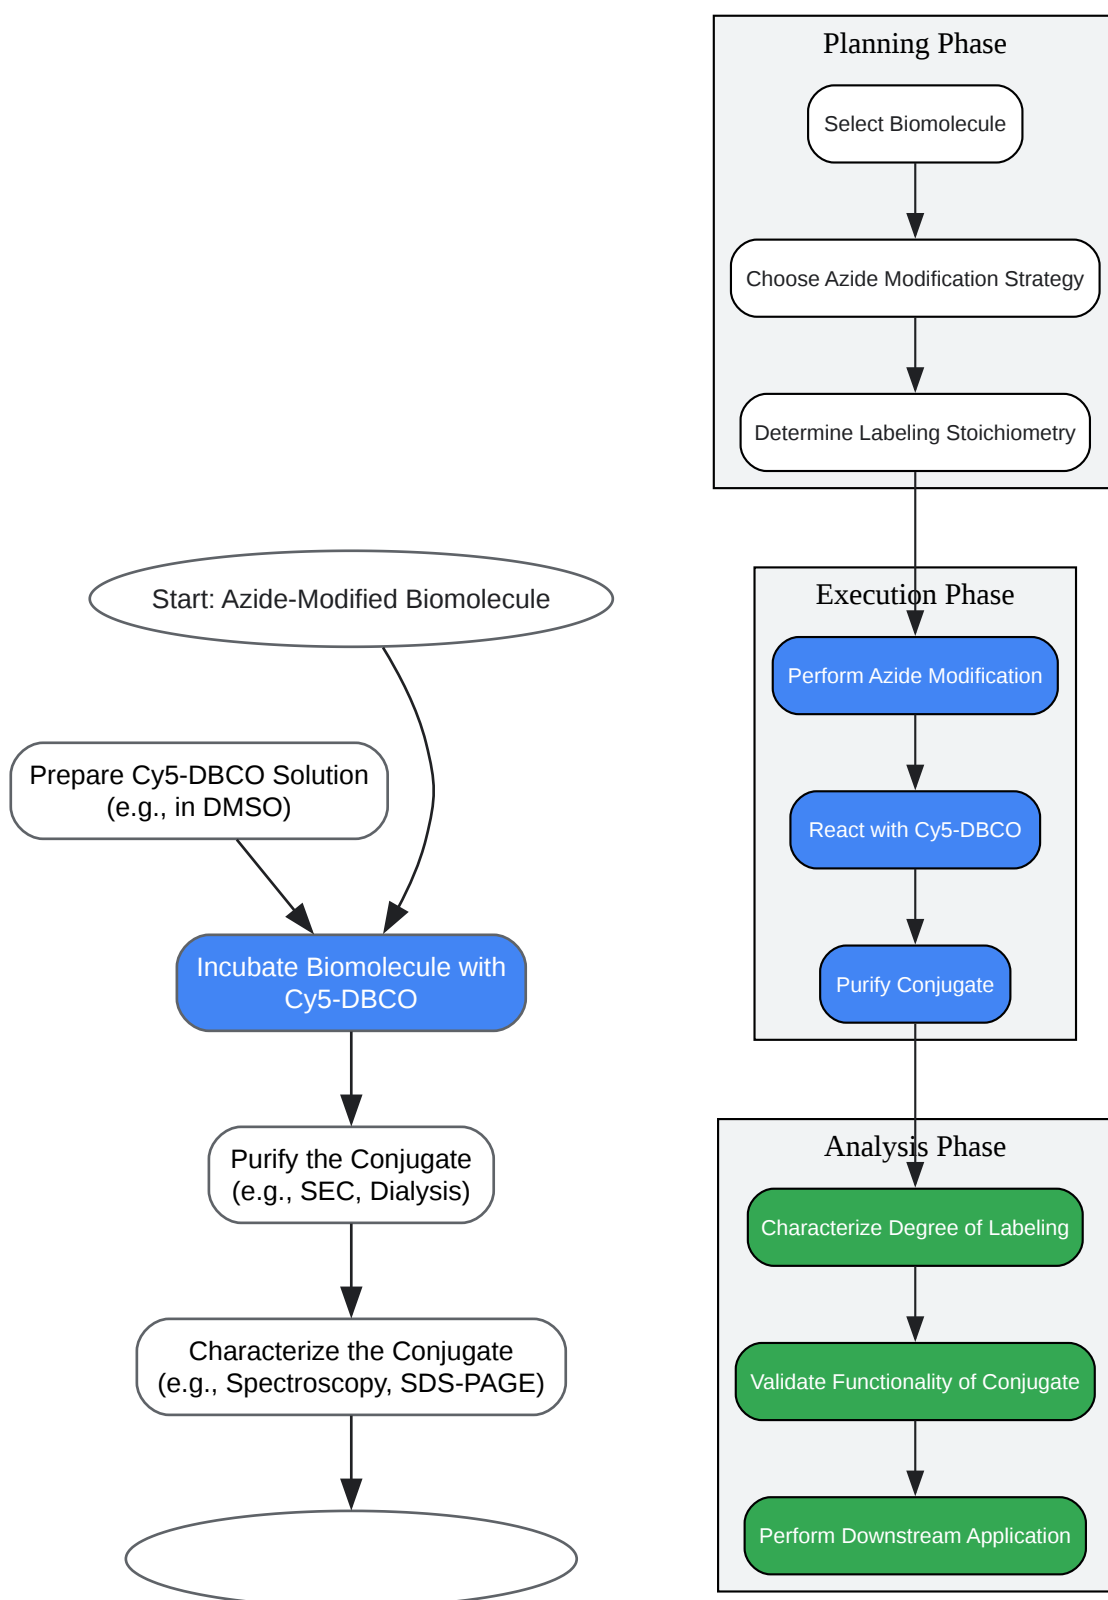 Start: Azide-Modified Biomolecule
Prepare Cy5-DBCO Solution
(e.g., in DMSO)
Incubate Biomolecule with
Cy5-DBCO
Purify the Conjugate
(e.g., SEC, Dialysis)
Characterize the Conjugate
(e.g., Spectroscopy, SDS-PAGE)
Planning Phase
Select Biomolecule
Choose Azide Modification Strategy
Determine Labeling Stoichiometry
Execution Phase
Perform Azide Modification
React with Cy5-DBCO
Purify Conjugate
Analysis Phase
Characterize Degree of Labeling
Validate Functionality of Conjugate
Perform Downstream Application